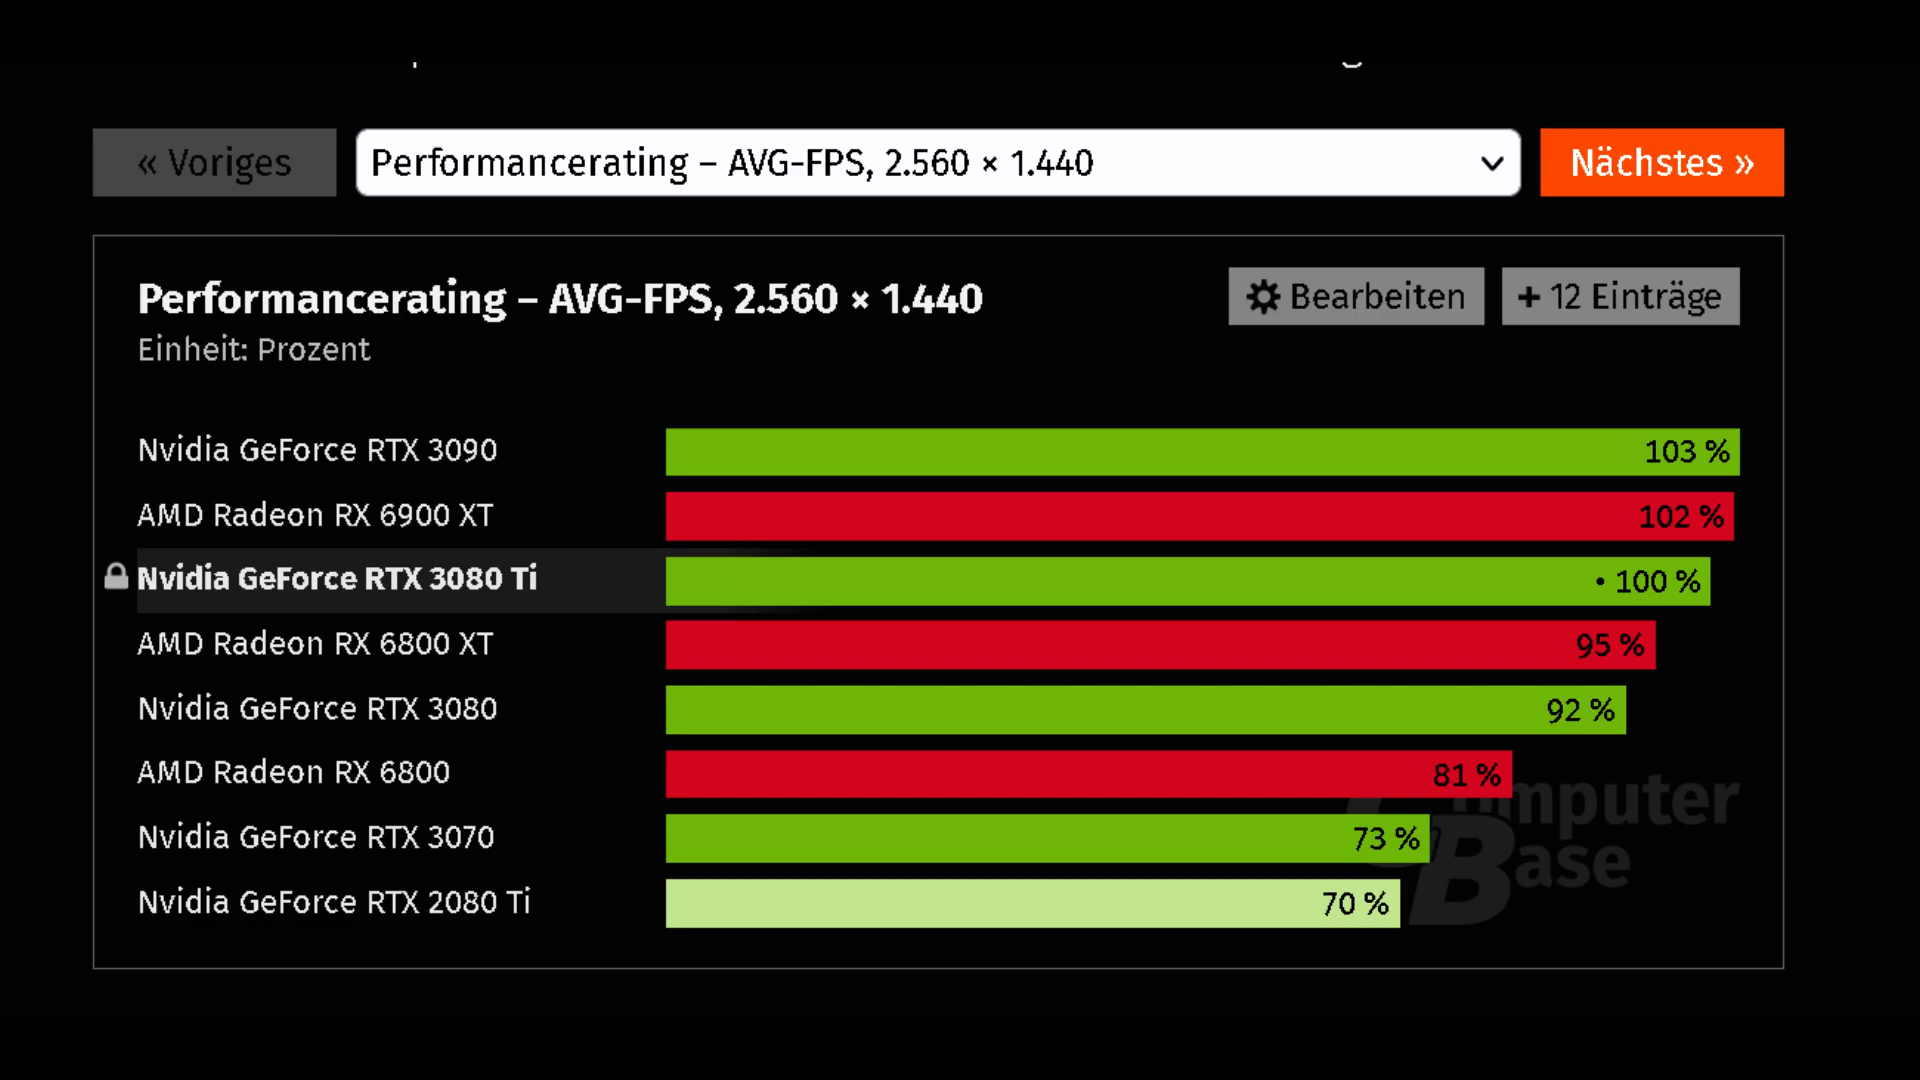 « Voriges
Performancerating – AVG-FPS, 2.560 × 1.440
Nächstes »
Performancerating – AVG-FPS, 2.560 × 1.440
Bearbeiten
+ 12 Einträge
Einheit: Prozent
Nvidia GeForce RTX 3090 103 %
AMD Radeon RX 6900 XT 102 %
Nvidia GeForce RTX 3080 Ti • 100 %
AMD Radeon RX 6800 XT 95 %
Nvidia GeForce RTX 3080 92 %
AMD Radeon RX 6800 81 %
Nvidia GeForce RTX 3070 73 %
Nvidia GeForce RTX 2080 Ti 70 %
Computer
Base